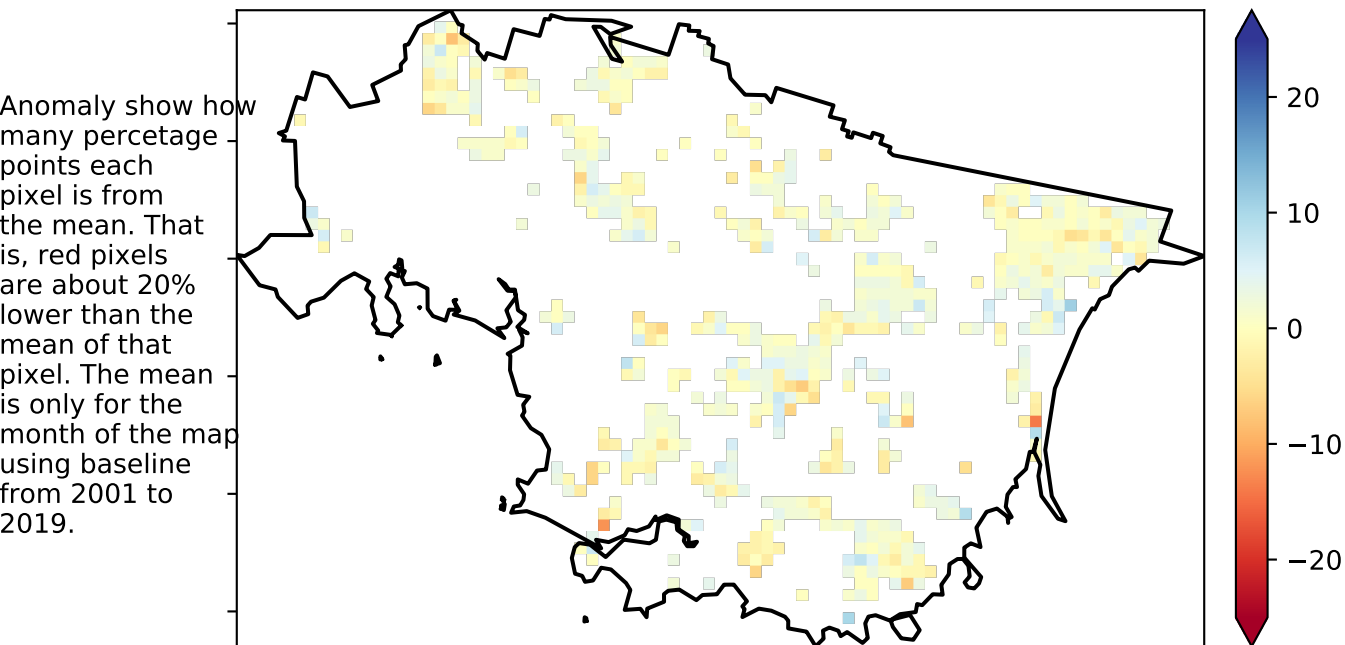 Anomaly show how
many percetage
points each
pixel is from
the mean. That
is, red pixels
are about 20%
lower than the
mean of that
pixel. The mean
is only for the
month of the map
using baseline
from 2001 to
2019.
20
10
0
−10
−20